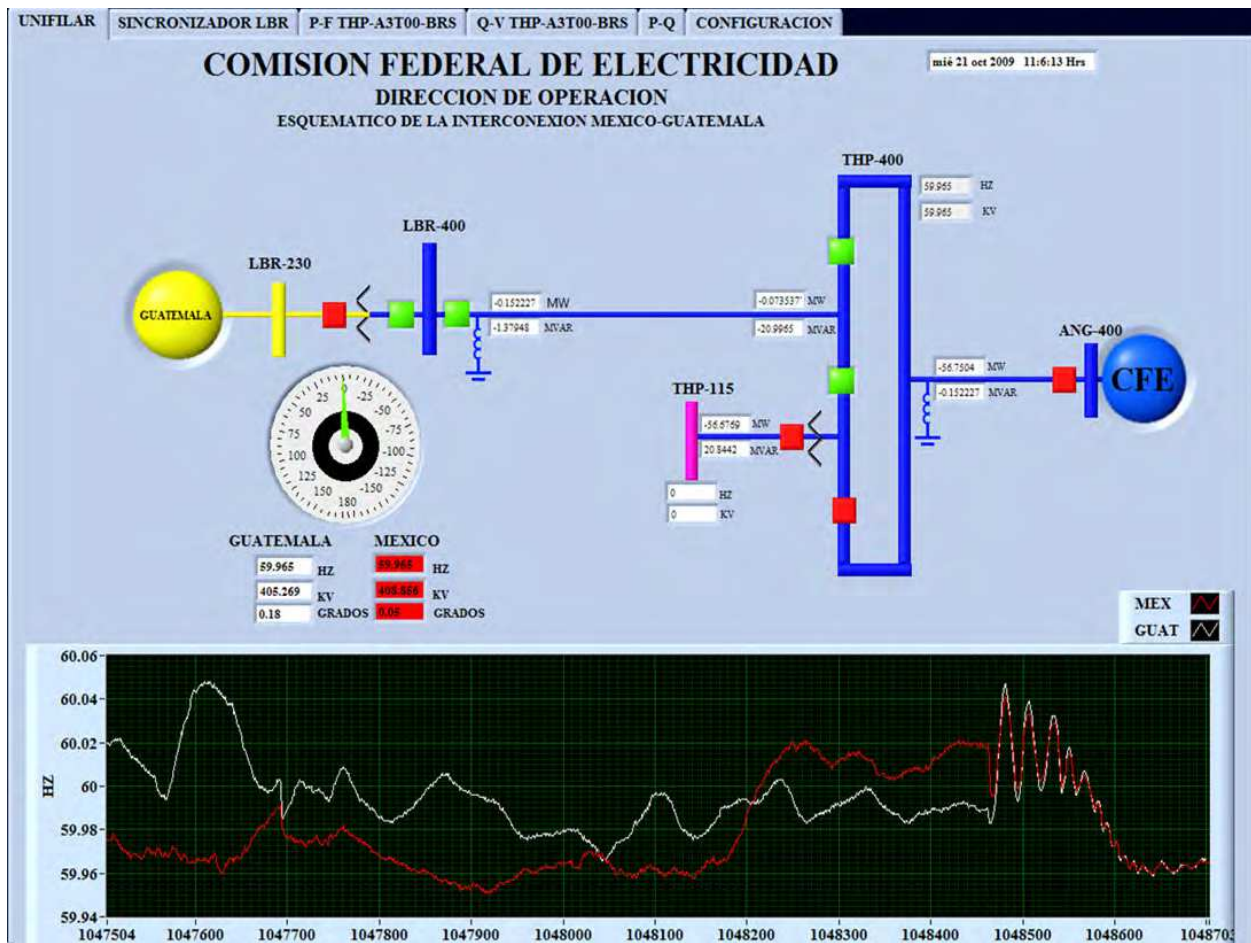 UNIFILAR SINCRONIZADOR LBR P-F THP-A3T00-BRS Q-V THP-A3T00-BRS P-Q CONFIGURACION
COMISION FEDERAL DE ELECTRICIDAD
mié 21 oct 2009 11:6:13 Hrs
DIRECCION DE OPERACION
ESQUEMATICO DE LA INTERCONEXION MEXICO-GUATEMALA
THP-400
59.965 HZ
59.965 KV
LBR-400
LBR-230
GUATEMALA
-0.152227 MW
-1.37948 MVAR
-0.073537 MW
-20.9965 MVAR
ANG-400
CFE
-56.7504 MW
-0.152227 MVAR
THP-115
-56.6769 MW
20.8442 MVAR
0 HZ
0 KV
0
25 -25
50 -50
75 -75
100 -100
125 -125
150 -150
180
GUATEMALA MEXICO
59.965 HZ 59.965 HZ
405.269 KV KV
0.18 GRADOS 0.05 GRADOS
MEX
GUAT
HZ
60.06
60.04
60.02
60
59.98
59.96
59.94
1047504 1047600 1047700 1047800 1047900 1048000 1048100 1048200 1048300 1048400 1048500 1048600